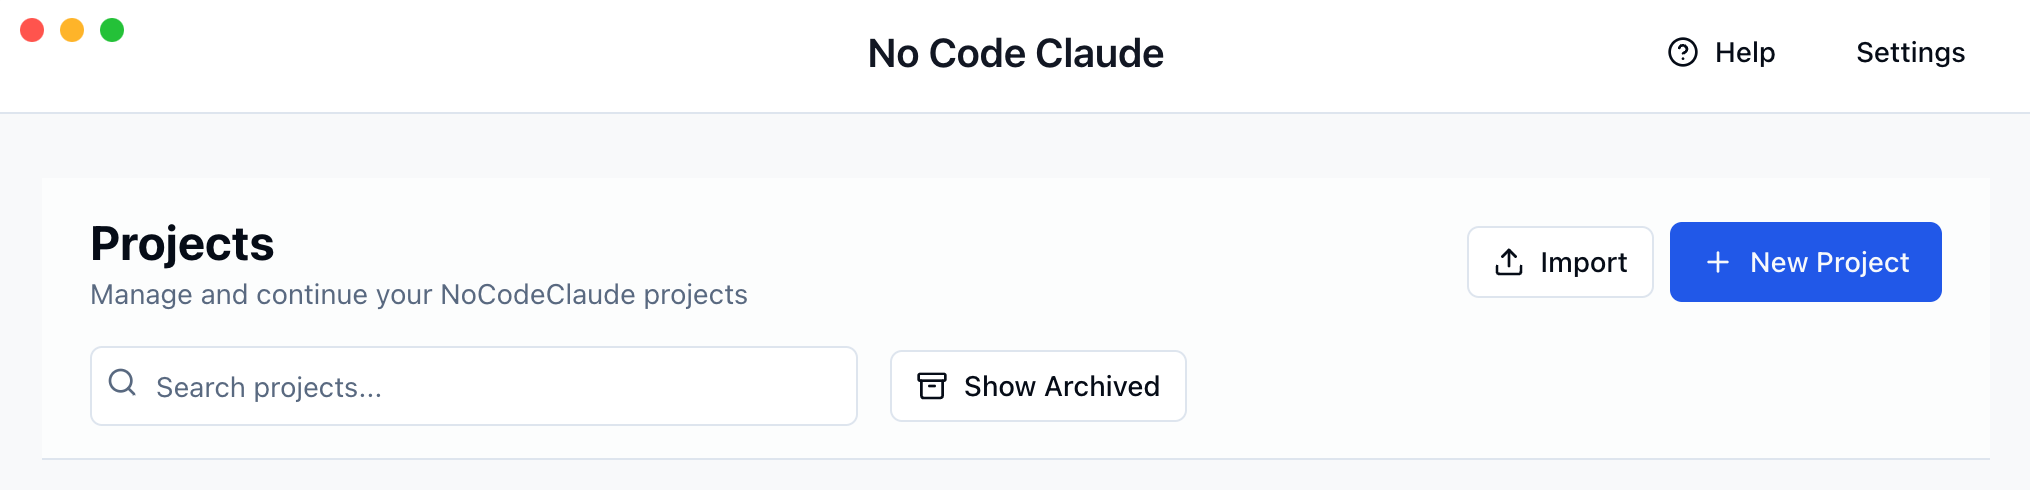 No Code Claude
Help
Settings
Projects
Manage and continue your NoCodeClaude projects
Import
New Project
Search projects...
Show Archived